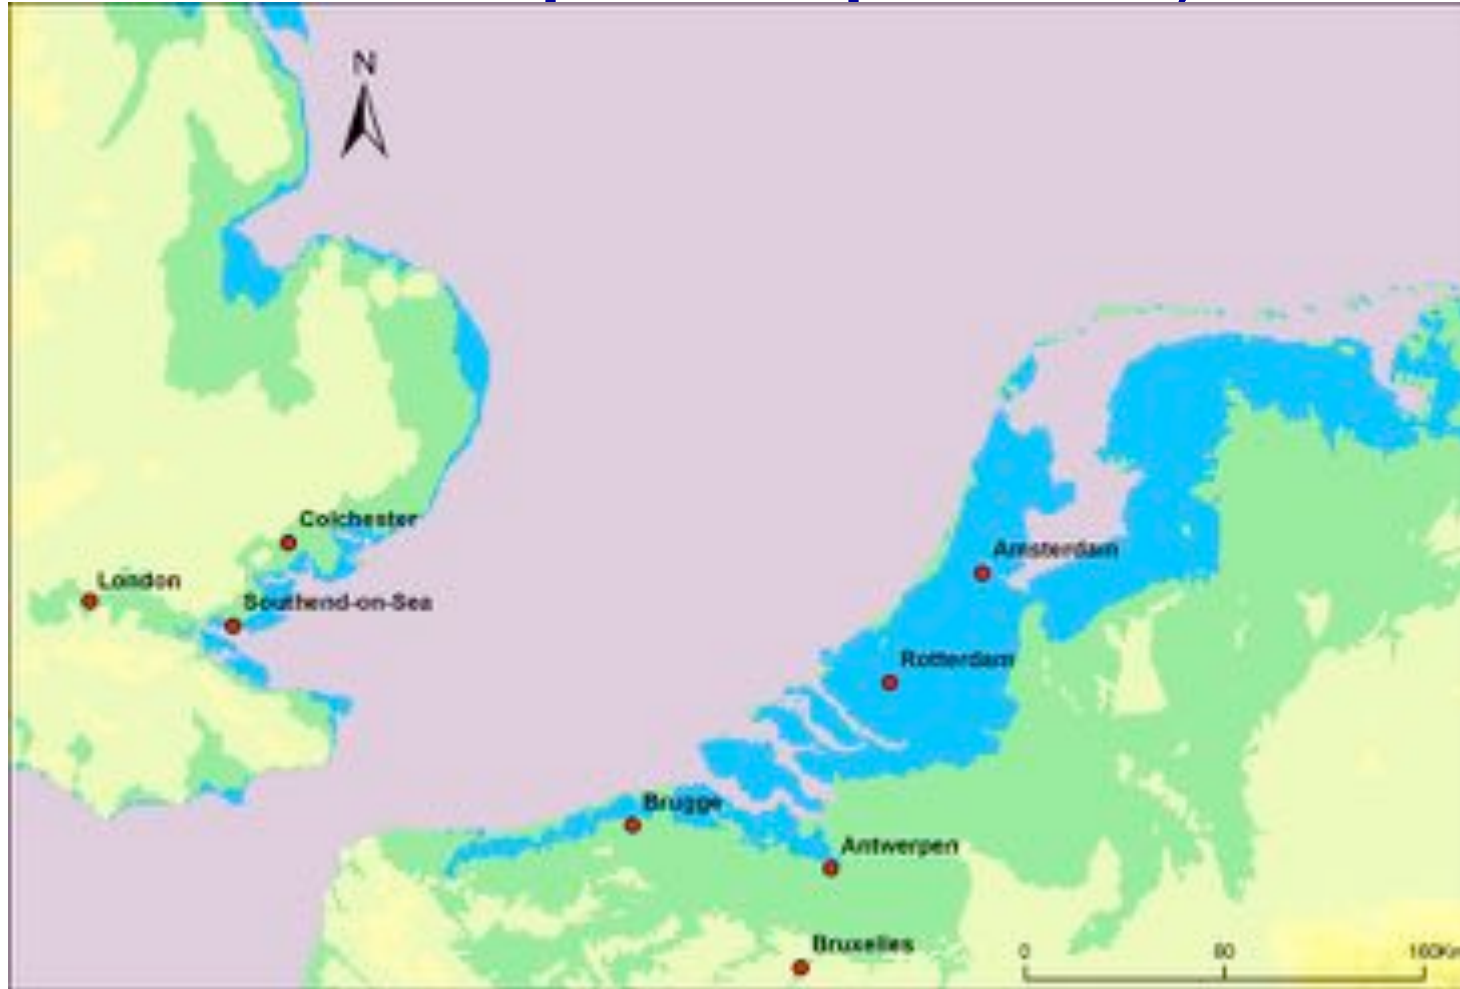 N
Colchester
London
Southend-on-Sea
Amsterdam
Rotterdam
Brugge
Antwerpen
Bruxelles
0 80 160Km